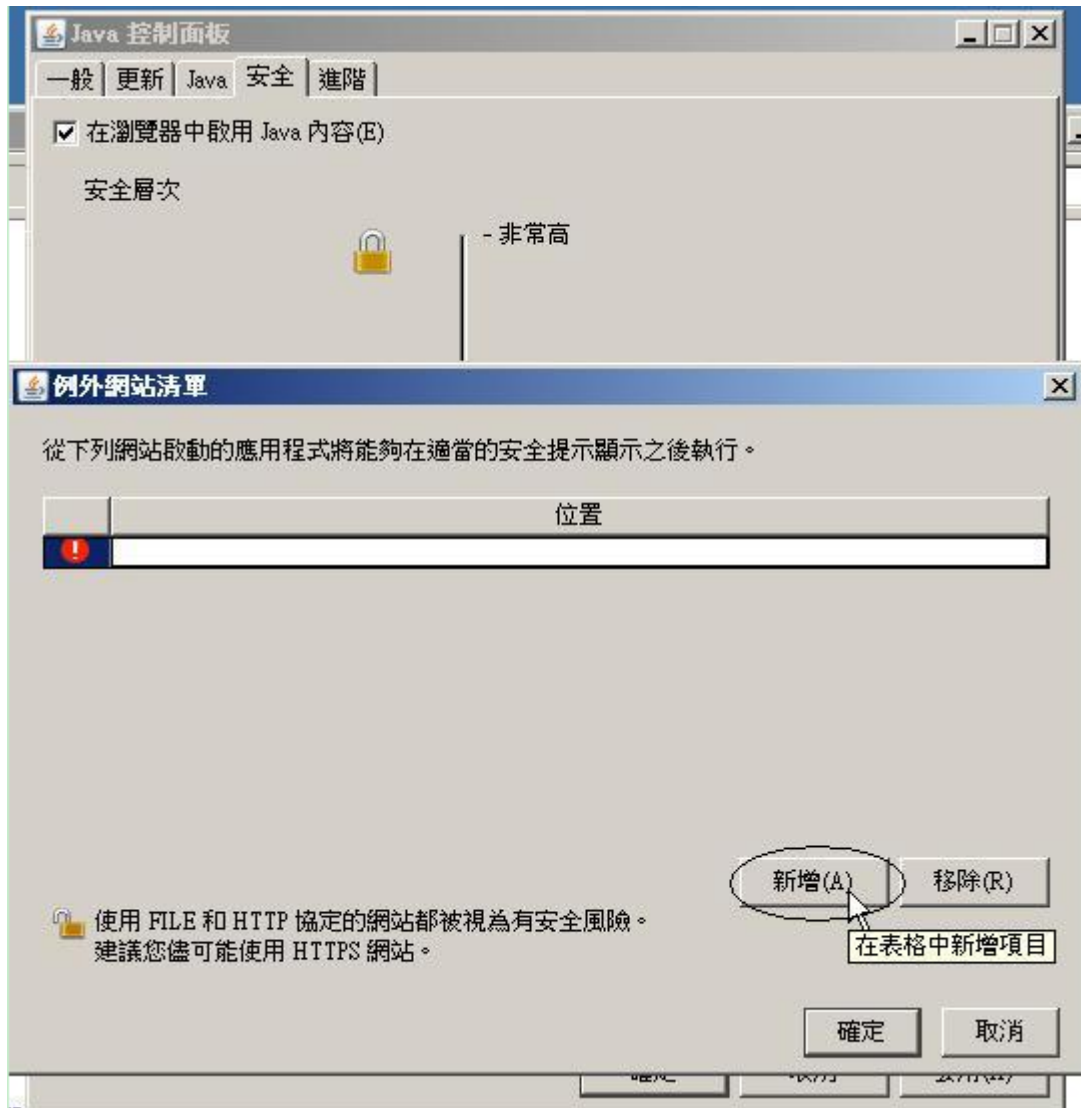 Java 控制面板
一般 更新 Java 安全 進階
在瀏覽器中啟用 Java 內容(E)
安全層次
- 非常高
例外網站清單
從下列網站啟動的應用程式將能夠在適當的安全提示顯示之後執行。
位置
新增(A) 移除(R)
使用 FILE 和 HTTP 協定的網站都被視為有安全風險。
建議您儘可能使用 HTTPS 網站。
在表格中新增項目
確定 取消